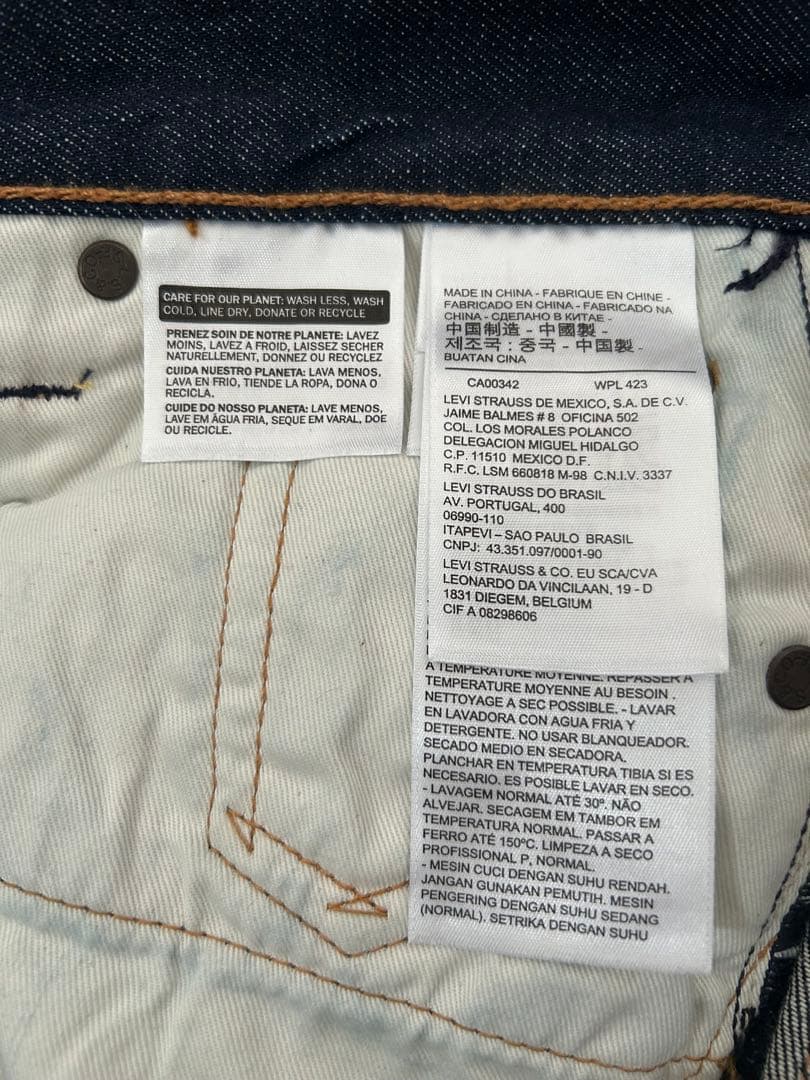 CARE FOR OUR PLANET: WASH LESS, WASH
COLD, LINE DRY, DONATE OR RECYCLE
PRENEZ SOIN DE NOTRE PLANETE: LAVEZ
MOINS, LAVEZ A FROID, LAISSEZ SECHER
NATURELLEMENT, DONNEZ OU RECYCLEZ
CUIDA NUESTRO PLANETA: LAVA MENOS,
LAVA EN FRIO, TIENDE LA ROPA, DONA O
RECICLA.
CUIDE DO NOSSO PLANETA: LAVE MENOS,
LAVE EM ÁGUA FRIA, SEQUE EM VARAL, DOE
OU RECICLE.
MADE IN CHINA - FABRIQUE EN CHINE -
FABRICADO EN CHINA - FABRICADO NA
CHINA - СДЕЛАНО В КИТАЕ -
中国制造 - 中國製 -
제조국 : 중국 - 中国製 -
BUATAN CINA
CA00342 WPL 423
LEVI STRAUSS DE MEXICO, S.A. DE C.V.
JAIME BALMES # 8 OFICINA 502
COL. LOS MORALES POLANCO
DELEGACION MIGUEL HIDALGO
C.P. 11510 MEXICO D.F.
R.F.C. LSM 660818 M-98 C.N.I.V. 3337
LEVI STRAUSS DO BRASIL
AV. PORTUGAL, 400
06990-110
ITAPEVI – SAO PAULO BRASIL
CNPJ: 43.351.097/0001-90
LEVI STRAUSS & CO. EU SCA/CVA
LEONARDO DA VINCILAAN, 19 - D
1831 DIEGEM, BELGIUM
CIF A 08298606
A TEMPERATURE MOYENNE. REPASSER A
TEMPERATURE MOYENNE AU BESOIN .
NETTOYAGE A SEC POSSIBLE. - LAVAR
EN LAVADORA CON AGUA FRIA Y
DETERGENTE. NO USAR BLANQUEADOR.
SECADO MEDIO EN SECADORA.
PLANCHAR EN TEMPERATURA TIBIA SI ES
NECESARIO. ES POSIBLE LAVAR EN SECO.
- LAVAGEM NORMAL ATÉ 30º. NÃO
ALVEJAR. SECAGEM EM TAMBOR EM
TEMPERATURA NORMAL. PASSAR A
FERRO ATÉ 150ºC. LIMPEZA A SECO
PROFISSIONAL P, NORMAL.
- MESIN CUCI DENGAN SUHU RENDAH.
JANGAN GUNAKAN PEMUTIH. MESIN
PENGERING DENGAN SUHU SEDANG
(NORMAL). SETRIKA DENGAN SUHU